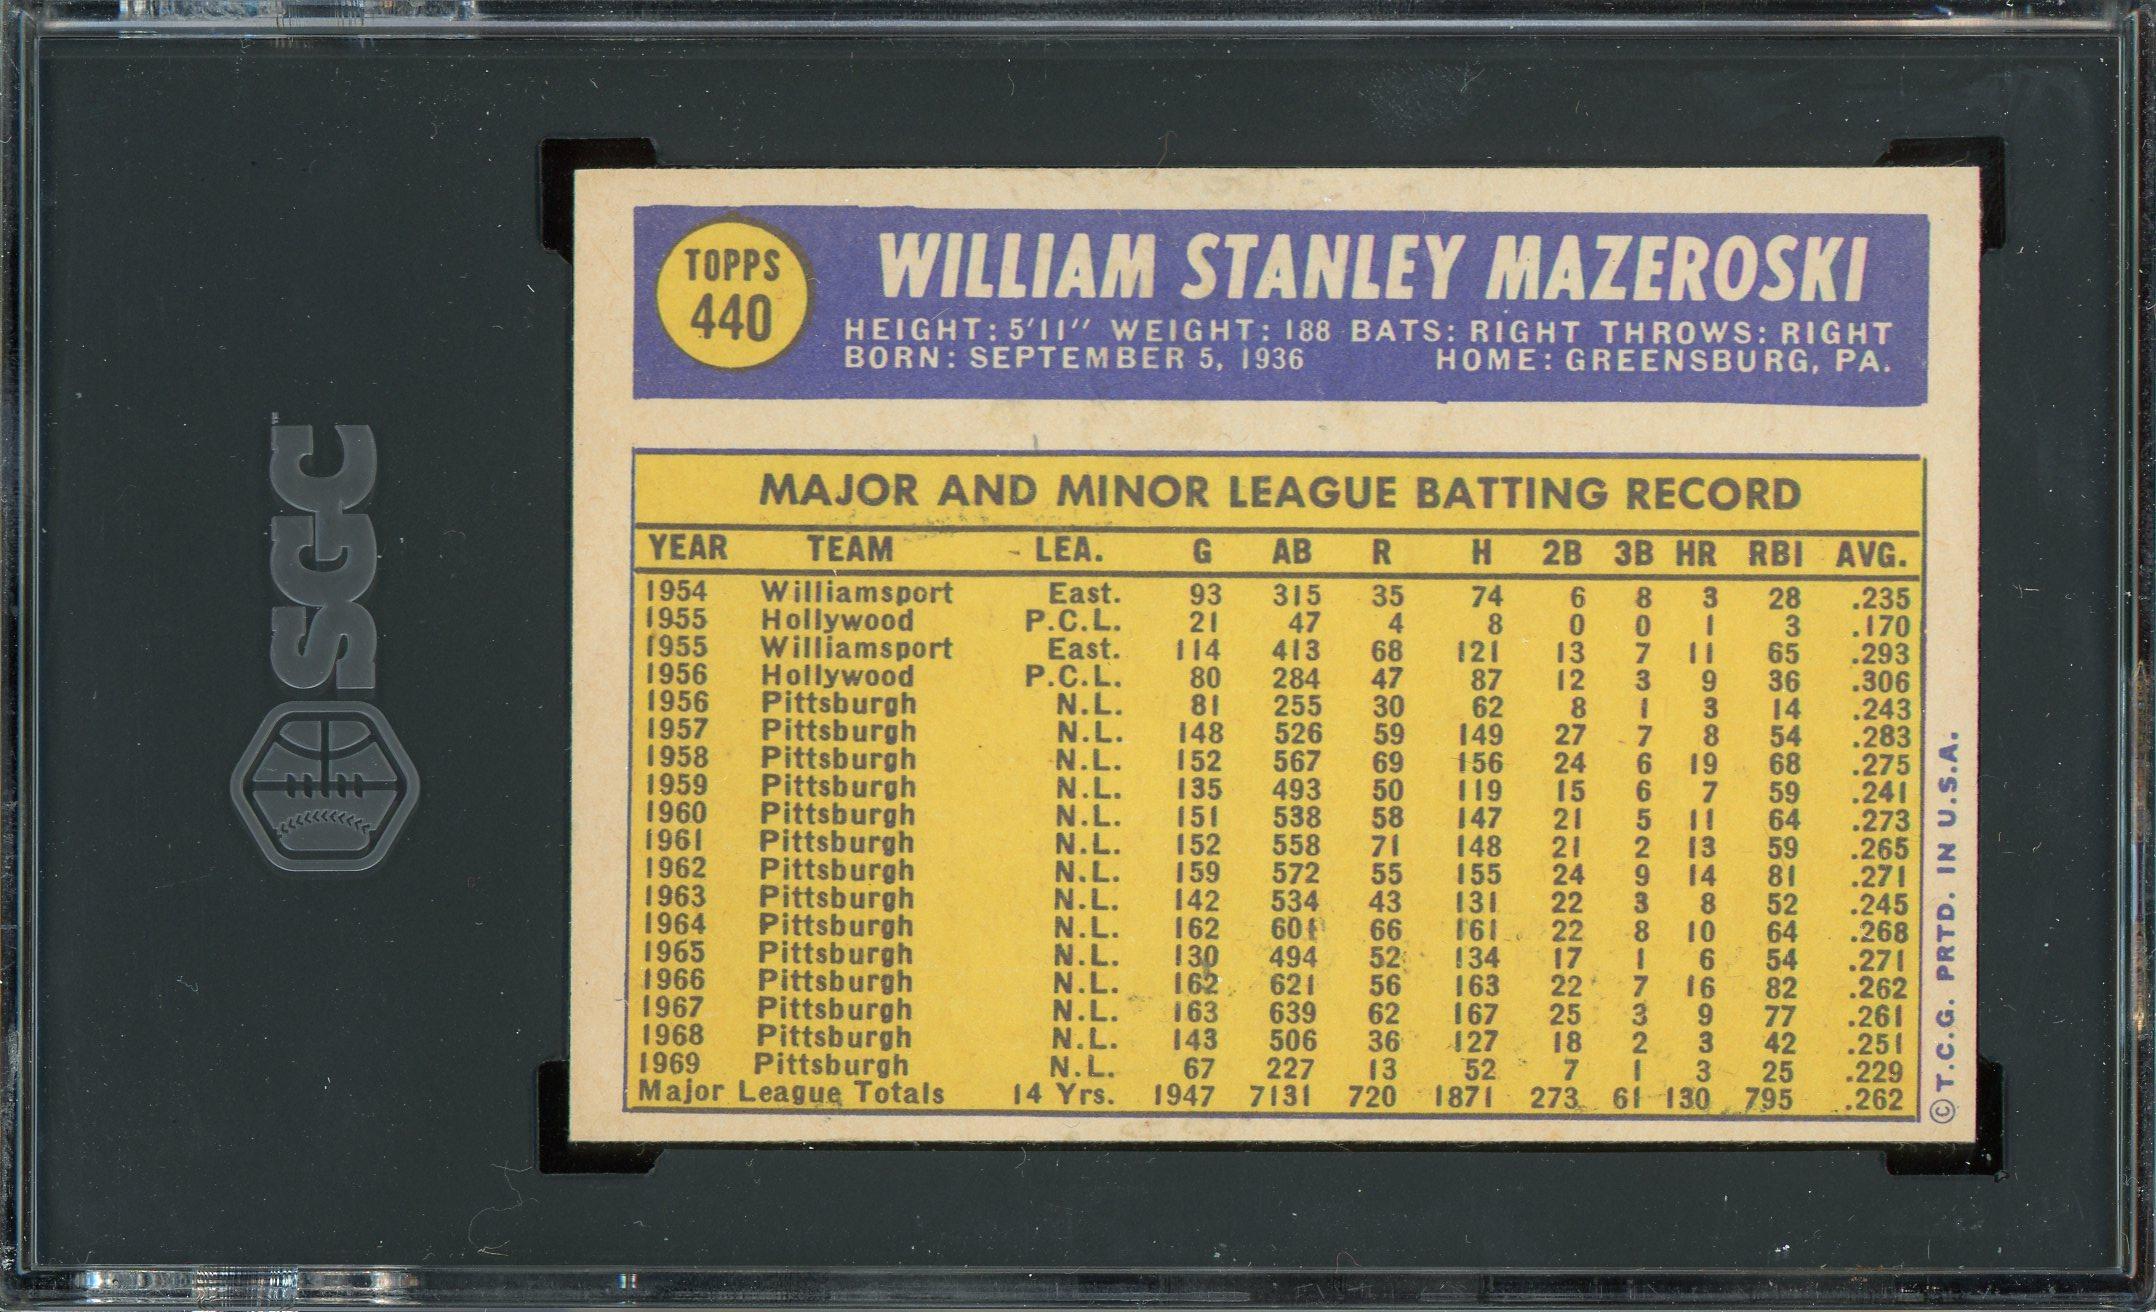 SGC
TOPPS
440
WILLIAM STANLEY MAZEROSKI
HEIGHT: 5'11" WEIGHT: 188 BATS: RIGHT THROWS: RIGHT
BORN: SEPTEMBER 5, 1936 HOME: GREENSBURG, PA.
MAJOR AND MINOR LEAGUE BATTING RECORD
YEAR TEAM LEA. G AB R H 2B 3B HR RBI AVG.
1954 Williamsport East. 93 315 35 74 6 8 3 28 .235
1955 Hollywood P.C.L. 21 47 4 8 0 0 1 3 .170
1955 Williamsport East. 114 413 68 121 13 7 11 65 .293
1956 Hollywood P.C.L. 80 284 47 87 12 3 9 36 .306
1956 Pittsburgh N.L. 81 255 30 62 8 1 3 14 .243
1957 Pittsburgh N.L. 148 526 59 149 27 7 8 54 .283
1958 Pittsburgh N.L. 152 567 69 156 24 6 19 68 .275
1959 Pittsburgh N.L. 135 493 50 119 15 6 7 59 .241
1960 Pittsburgh N.L. 151 538 58 147 21 5 11 64 .273
1961 Pittsburgh N.L. 152 558 71 148 21 2 13 59 .265
1962 Pittsburgh N.L. 159 572 55 155 24 9 14 81 .271
1963 Pittsburgh N.L. 142 534 43 131 22 3 8 52 .245
1964 Pittsburgh N.L. 162 601 66 161 22 8 10 64 .268
1965 Pittsburgh N.L. 130 494 52 134 17 1 6 54 .271
1966 Pittsburgh N.L. 162 621 56 163 22 7 16 82 .262
1967 Pittsburgh N.L. 163 639 62 167 25 3 9 77 .261
1968 Pittsburgh N.L. 143 506 36 127 18 2 3 42 .251
1969 Pittsburgh N.L. 67 227 13 52 7 1 3 25 .229
Major League Totals 14 Yrs. 1947 7131 720 1871 273 61 130 795 .262
© T.C.G. PRTD. IN U.S.A.